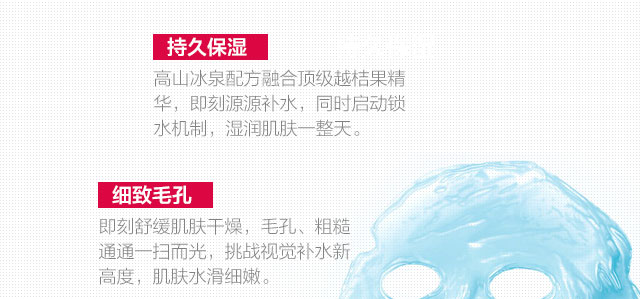 持久保湿
高山冰泉配方融合顶级越桔果精
华，即刻源源补水，同时启动锁
水机制，湿润肌肤一整天。
细致毛孔
即刻舒缓肌肤干燥，毛孔、粗糙
通通一扫而光，挑战视觉补水新
高度，肌肤水滑细嫩。